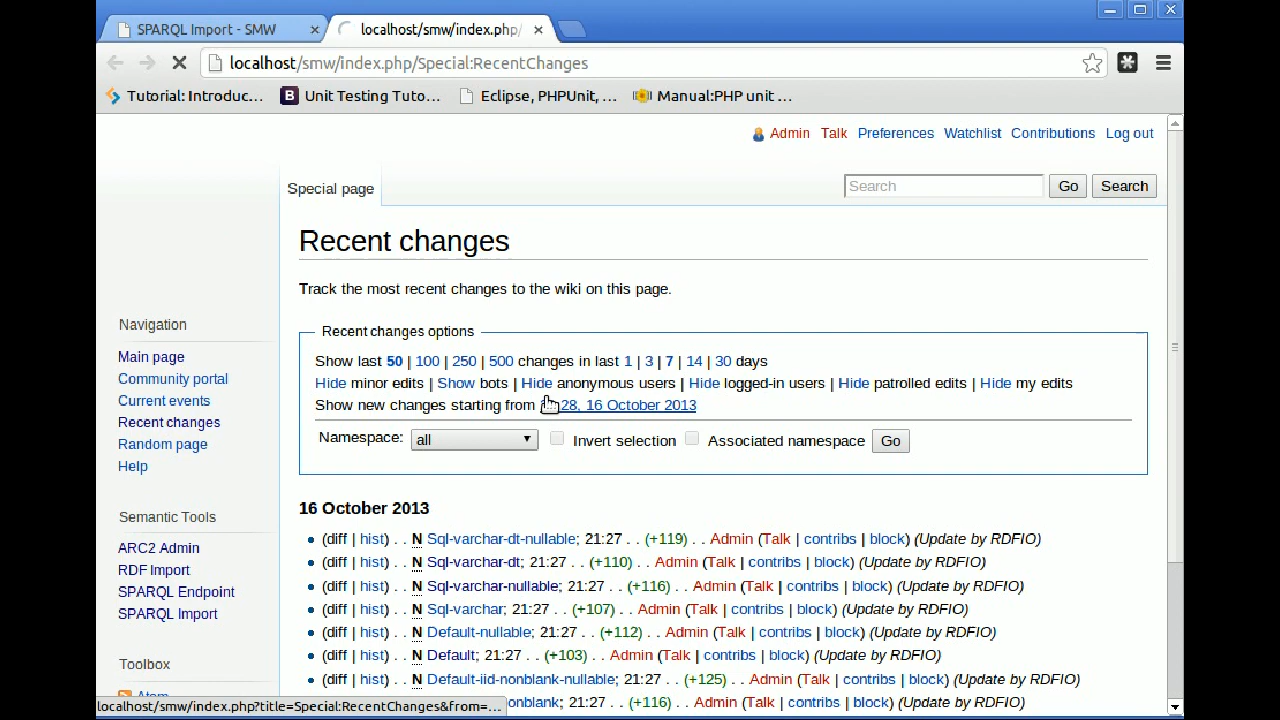 SPARQL Import - SMW
localhost/smw/index.php/
localhost/smw/index.php/Special:RecentChanges
Tutorial: Introduc... Unit Testing Tuto... Eclipse, PHPUnit, ... Manual:PHP unit ...
Admin Talk Preferences Watchlist Contributions Log out
Special page
Search Go Search
Recent changes
Track the most recent changes to the wiki on this page.
Navigation
Main page
Community portal
Current events
Recent changes
Random page
Help
Semantic Tools
ARC2 Admin
RDF Import
SPARQL Endpoint
SPARQL Import
Toolbox
Atom
Recent changes options
Show last 50 | 100 | 250 | 500 changes in last 1 | 3 | 7 | 14 | 30 days
Hide minor edits | Show bots | Hide anonymous users | Hide logged-in users | Hide patrolled edits | Hide my edits
Show new changes starting from 28, 16 October 2013
Namespace: all Invert selection Associated namespace Go
16 October 2013
(diff | hist) . . N Sql-varchar-dt-nullable; 21:27 . . (+119) . . Admin (Talk | contribs | block) (Update by RDFIO)
(diff | hist) . . N Sql-varchar-dt; 21:27 . . (+110) . . Admin (Talk | contribs | block) (Update by RDFIO)
(diff | hist) . . N Sql-varchar-nullable; 21:27 . . (+116) . . Admin (Talk | contribs | block) (Update by RDFIO)
(diff | hist) . . N Sql-varchar; 21:27 . . (+107) . . Admin (Talk | contribs | block) (Update by RDFIO)
(diff | hist) . . N Default-nullable; 21:27 . . (+112) . . Admin (Talk | contribs | block) (Update by RDFIO)
(diff | hist) . . N Default; 21:27 . . (+103) . . Admin (Talk | contribs | block) (Update by RDFIO)
(diff | hist) . . N Default-iid-nonblank-nullable; 21:27 . . (+125) . . Admin (Talk | contribs | block) (Update by RDFIO)
onblank; 21:27 . . (+116) . . Admin (Talk | contribs | block) (Update by RDFIO)
localhost/smw/index.php?title=Special:RecentChanges&from=...